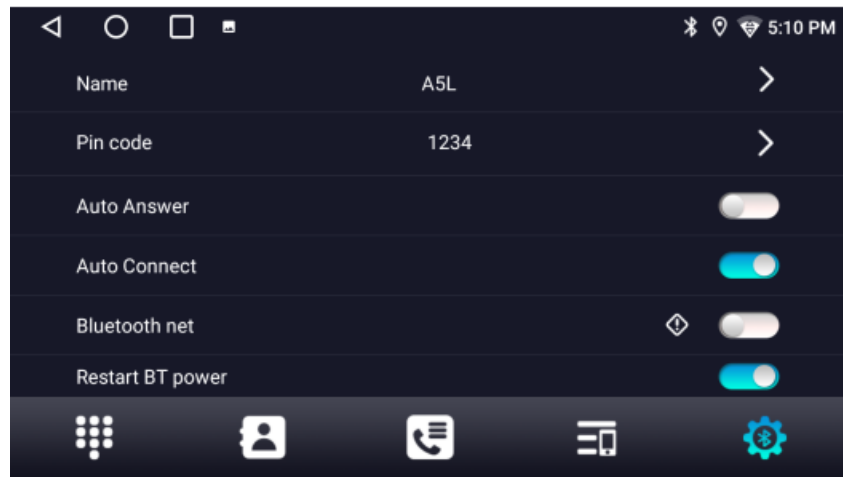 5:10 PM
Name A5L
Pin code 1234
Auto Answer
Auto Connect
Bluetooth net
Restart BT power